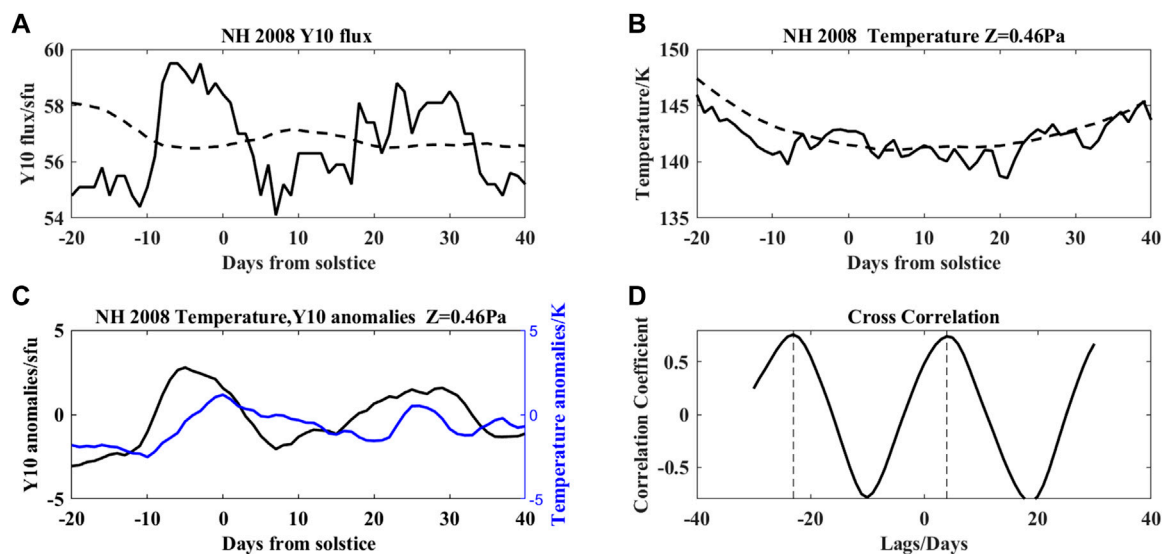 A
NH 2008 Y10 flux
Y10 flux/sfu
60
58
56
54
-20 -10 0 10 20 30 40
Days from solstice
B
NH 2008 Temperature Z=0.46Pa
Temperature/K
150
145
140
135
-20 -10 0 10 20 30 40
Days from solstice
C
NH 2008 Temperature,Y10 anomalies Z=0.46Pa
Y10 anomalies/sfu
5
0
-5
5
0
-5
Temperature anomalies/K
-20 -10 0 10 20 30 40
Days from solstice
D
Cross Correlation
Correlation Coefficient
0.5
0
-0.5
-40 -20 0 20 40
Lags/Days